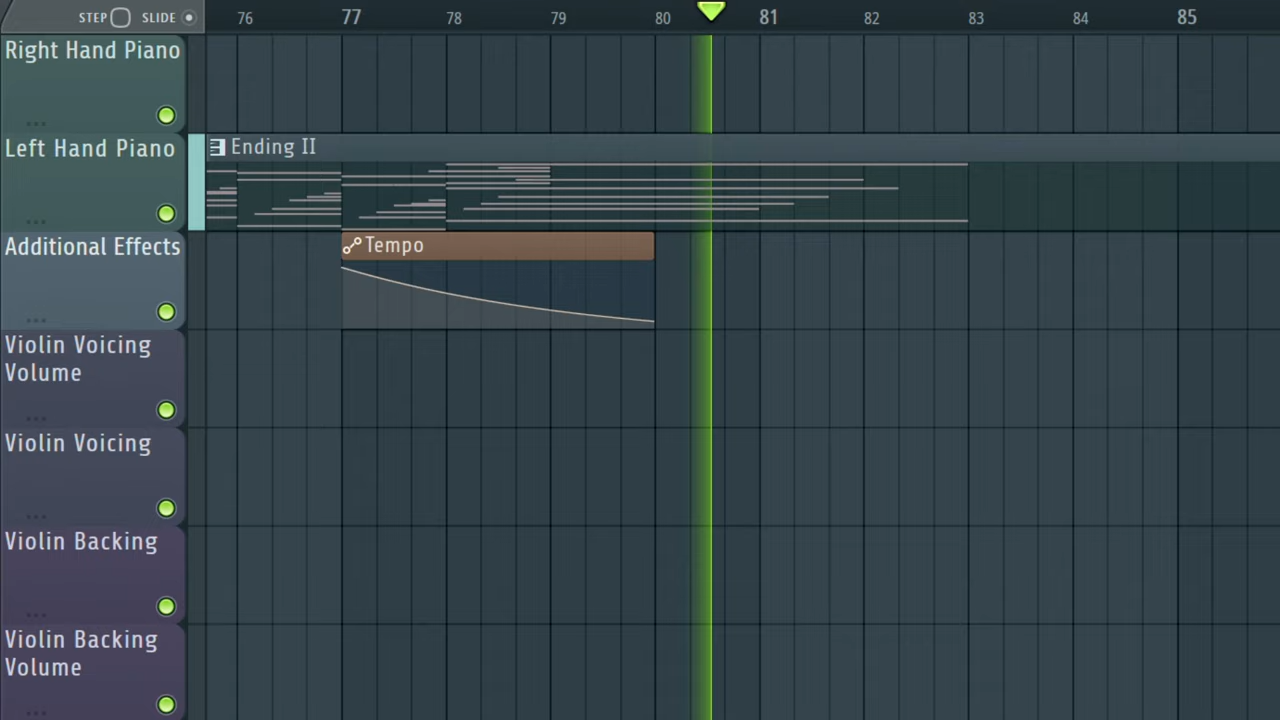 STEP SLIDE 76 77 78 79 80 81 82 83 84 85
Right Hand Piano
Left Hand Piano
Ending II
Additional Effects
Tempo
Violin Voicing
Volume
Violin Voicing
Violin Backing
Violin Backing
Volume